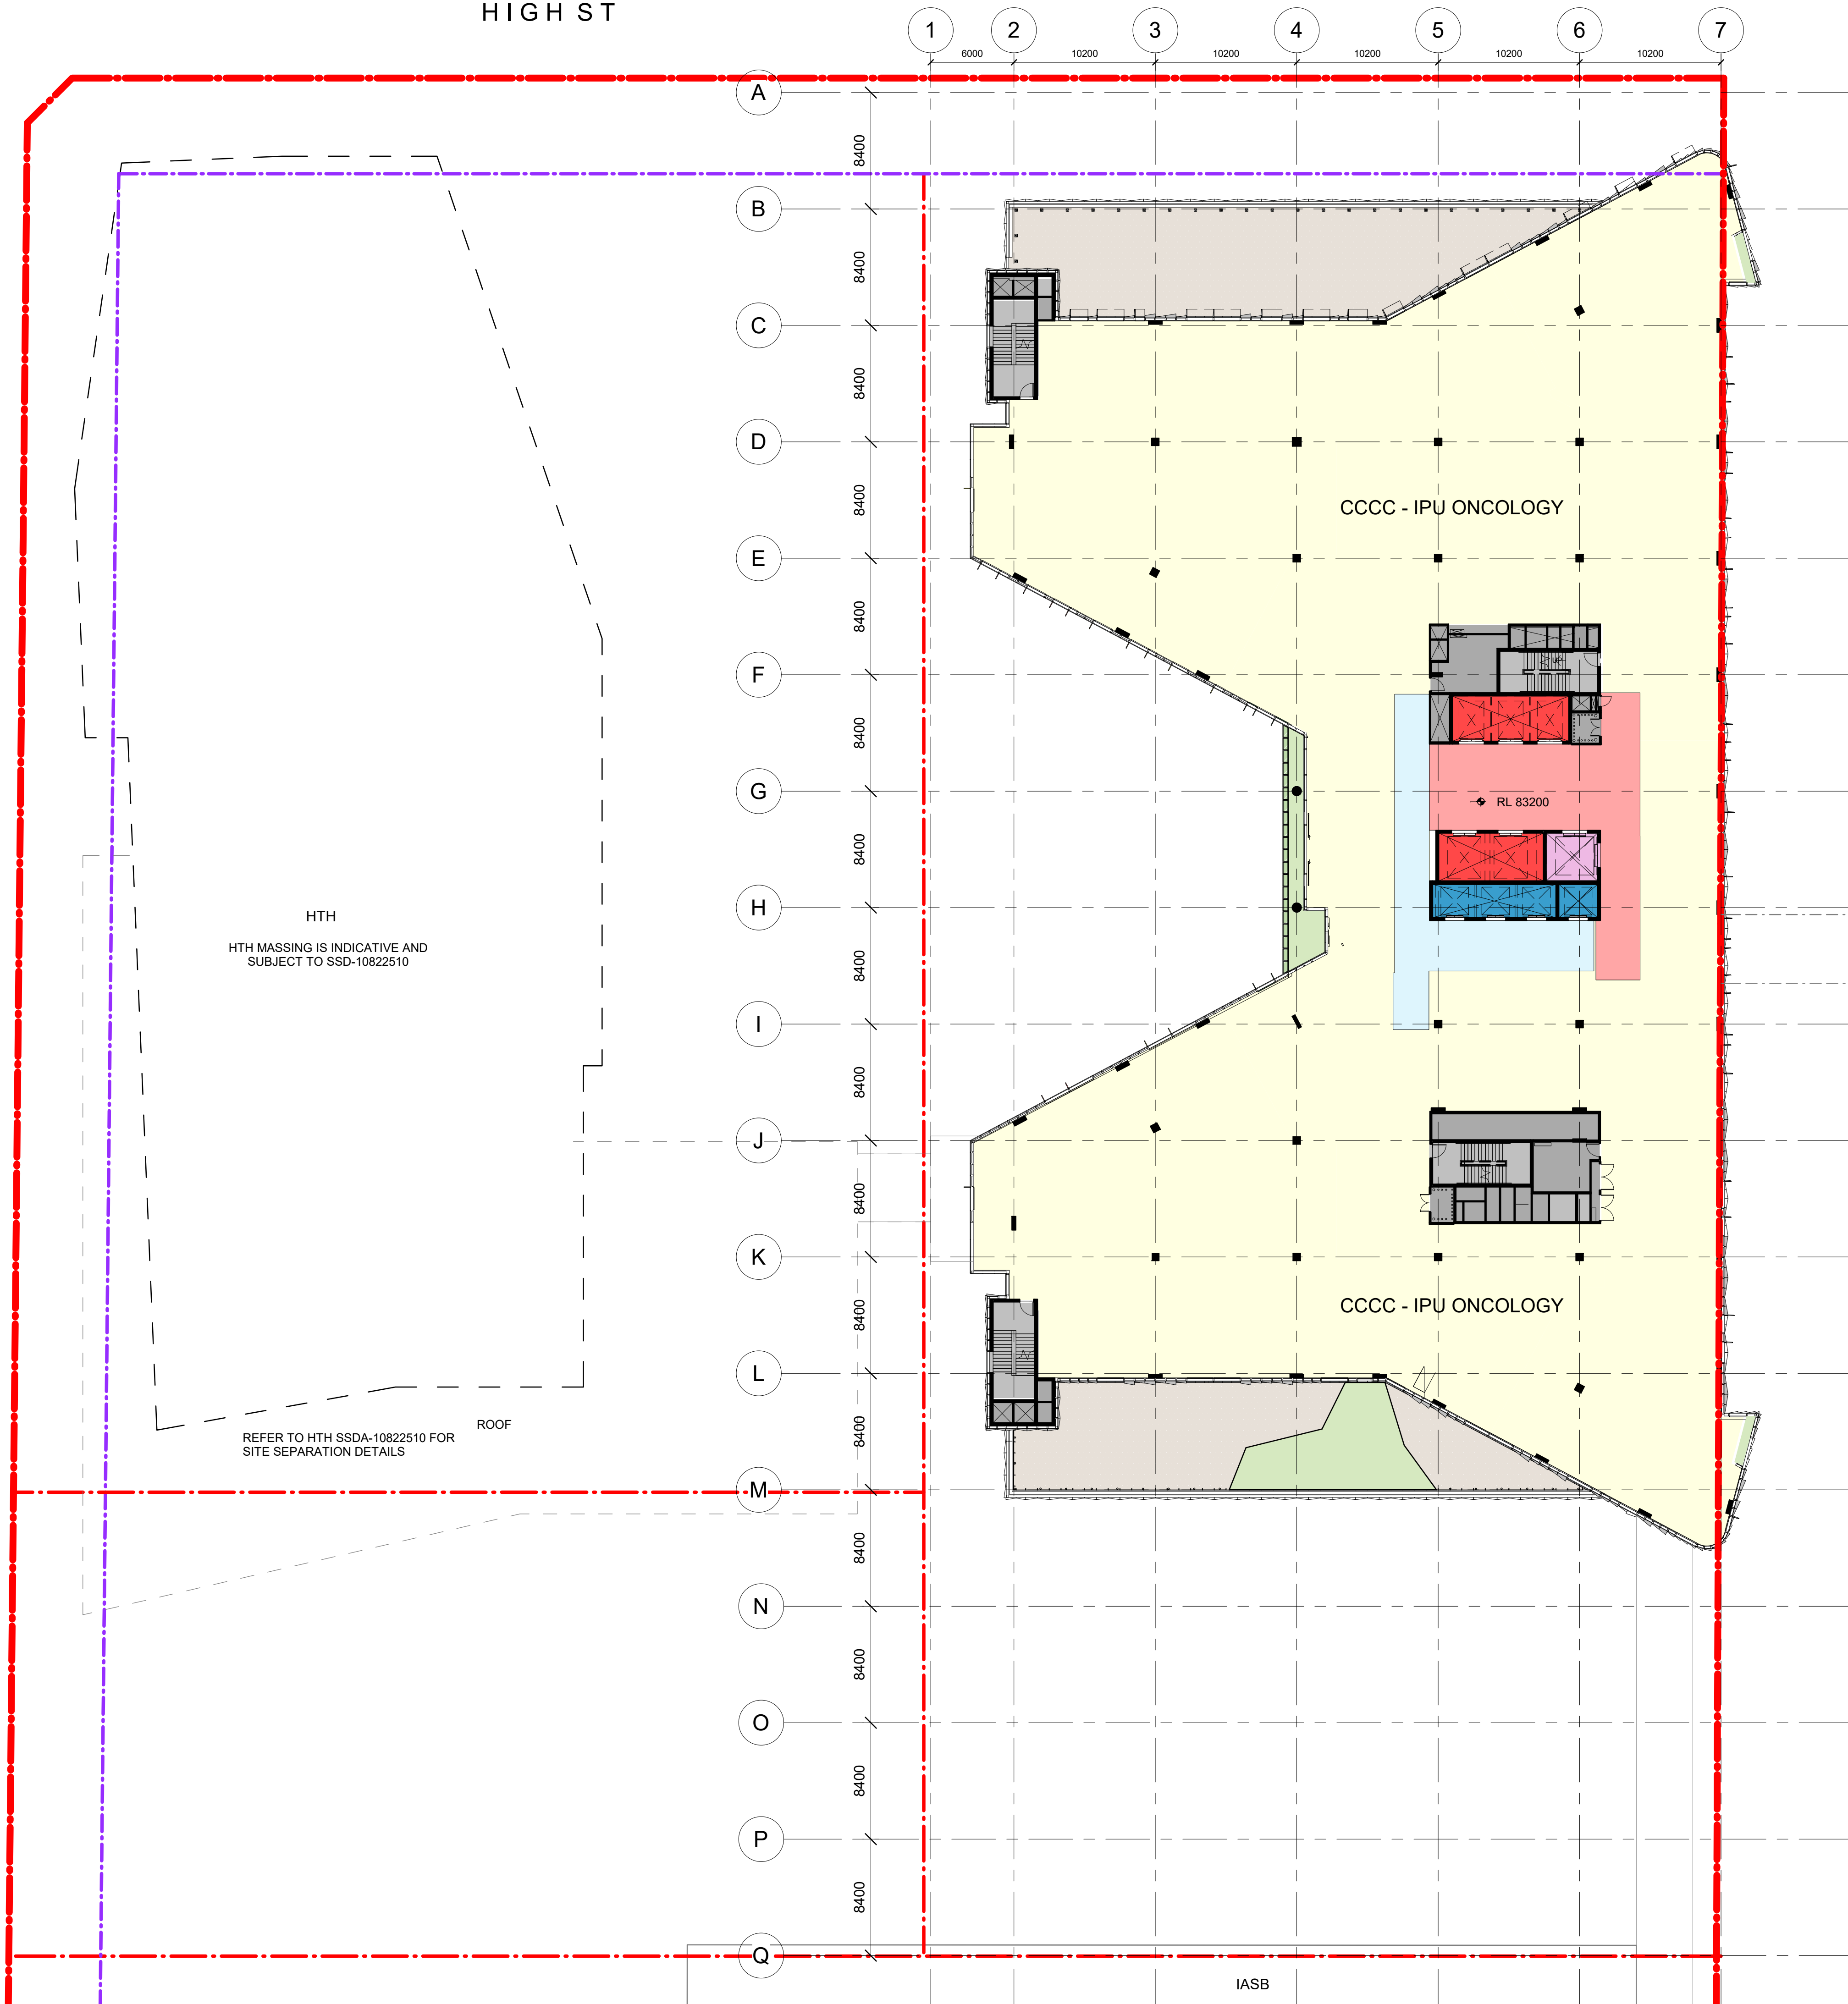 HIGH ST
1
2
3
4
5
6
7
6000
10200
10200
10200
10200
10200
A
8400
B
8400
C
8400
D
CCCC - IPU ONCOLOGY
8400
E
8400
UP
F
8400
G
RL 83200
8400
H
HTH
HTH MASSING IS INDICATIVE AND
SUBJECT TO SSD-10822510
8400
I
8400
J
8400
K
CCCC - IPU ONCOLOGY
8400
L
ROOF
REFER TO HTH SSDA-10822510 FOR
SITE SEPARATION DETAILS
8400
M
8400
N
8400
O
8400
P
8400
Q
IASB